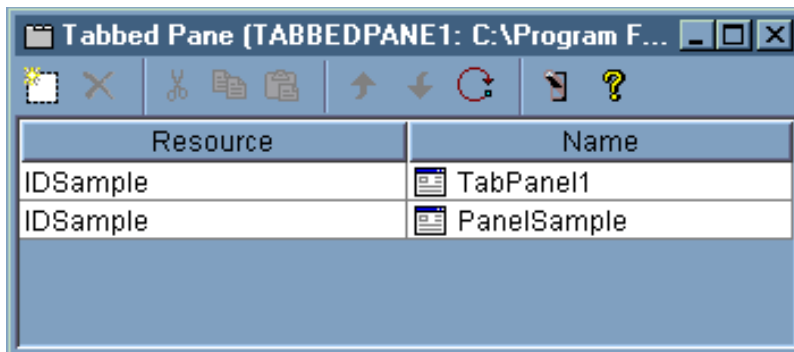 Tabbed Pane (TABBEDPANE1: C:\Program F...
Resource Name
IDSample TabPanel1
IDSample PanelSample